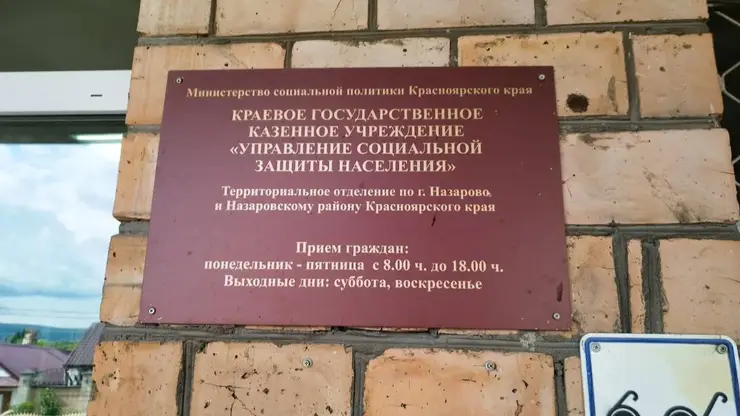 Министерство социальной политики Красноярского края
КРАЕВОЕ ГОСУДАРСТВЕННОЕ
КАЗЕННОЕ УЧРЕЖДЕНИЕ
«УПРАВЛЕНИЕ СОЦИАЛЬНОЙ
ЗАЩИТЫ НАСЕЛЕНИЯ»
Территориальное отделение по г. Назарово
и Назаровскому району Красноярского края
Прием граждан:
понедельник - пятница с 8.00 ч. до 18.00 ч.
Выходные дни: суббота, воскресенье